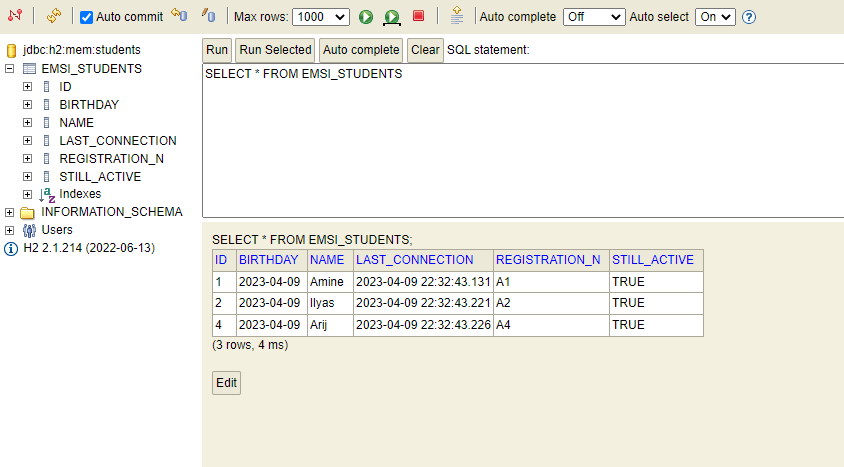 Auto commit Max rows: 1000 Auto complete Off Auto select On
jdbc:h2:mem:students
EMSI_STUDENTS
ID
BIRTHDAY
NAME
LAST_CONNECTION
REGISTRATION_N
STILL_ACTIVE
Indexes
INFORMATION_SCHEMA
Users
H2 2.1.214 (2022-06-13)
Run Run Selected Auto complete Clear SQL statement:
SELECT * FROM EMSI_STUDENTS
SELECT * FROM EMSI_STUDENTS;
ID BIRTHDAY NAME LAST_CONNECTION REGISTRATION_N STILL_ACTIVE
1 2023-04-09 Amine 2023-04-09 22:32:43.131 A1 TRUE
2 2023-04-09 Ilyas 2023-04-09 22:32:43.221 A2 TRUE
4 2023-04-09 Arij 2023-04-09 22:32:43.226 A4 TRUE
(3 rows, 4 ms)
Edit